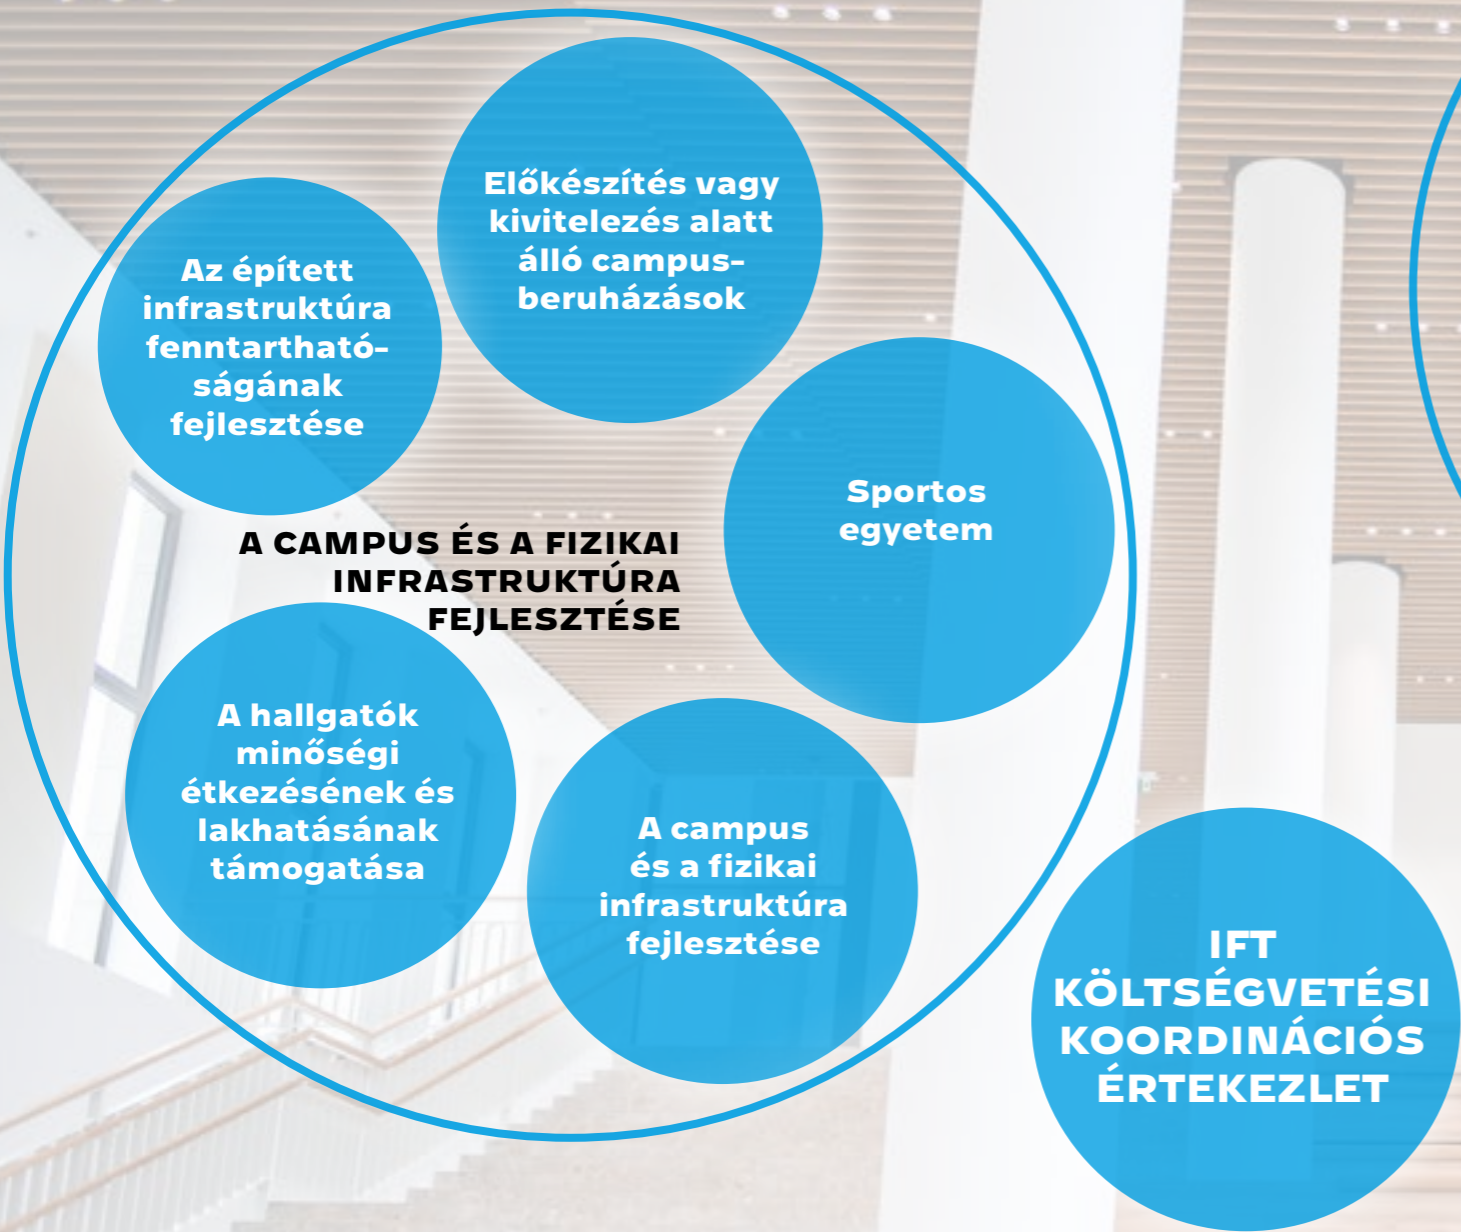 Előkészítés vagy
kivitelezés alatt
álló campus-
beruházások
Az épített
infrastruktúra
fenntartható-
ságának
fejlesztése
Sportos
egyetem
A CAMPUS ÉS A FIZIKAI
INFRASTRUKTÚRA
FEJLESZTÉSE
A hallgatók
minőségi
étkezésének és
lakhatásának
támogatása
A campus
és a fizikai
infrastruktúra
fejlesztése
IFT
KÖLTSÉGVETÉSI
KOORDINÁCIÓS
ÉRTEKEZLET